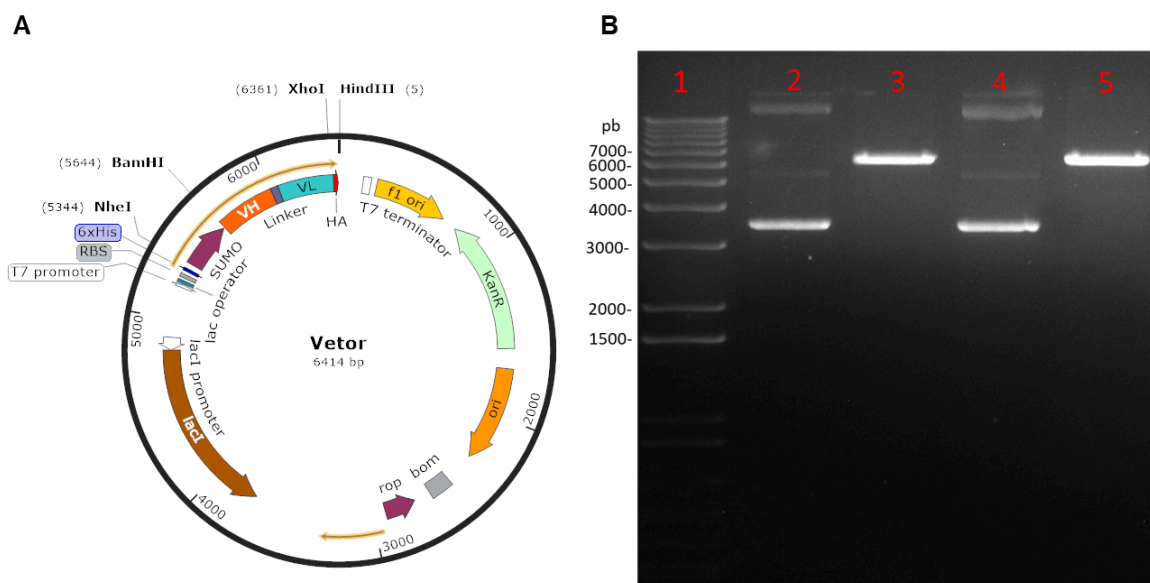 A
B
(6361) XhoI HindIII (5)
(5644) BamHI
(5344) NheI
6xHis
RBS
T7 promoter
lac operator
SUMO
VH
Linker
VL
HA
T7 terminator
f1 ori
KanR
ori
bom
rop
lacI
lacI promoter
1000
2000
3000
4000
5000
6000
Vetor
6414 bp
1 2 3 4 5
pb
7000-
6000-
5000-
4000-
3000-
2000-
1500-